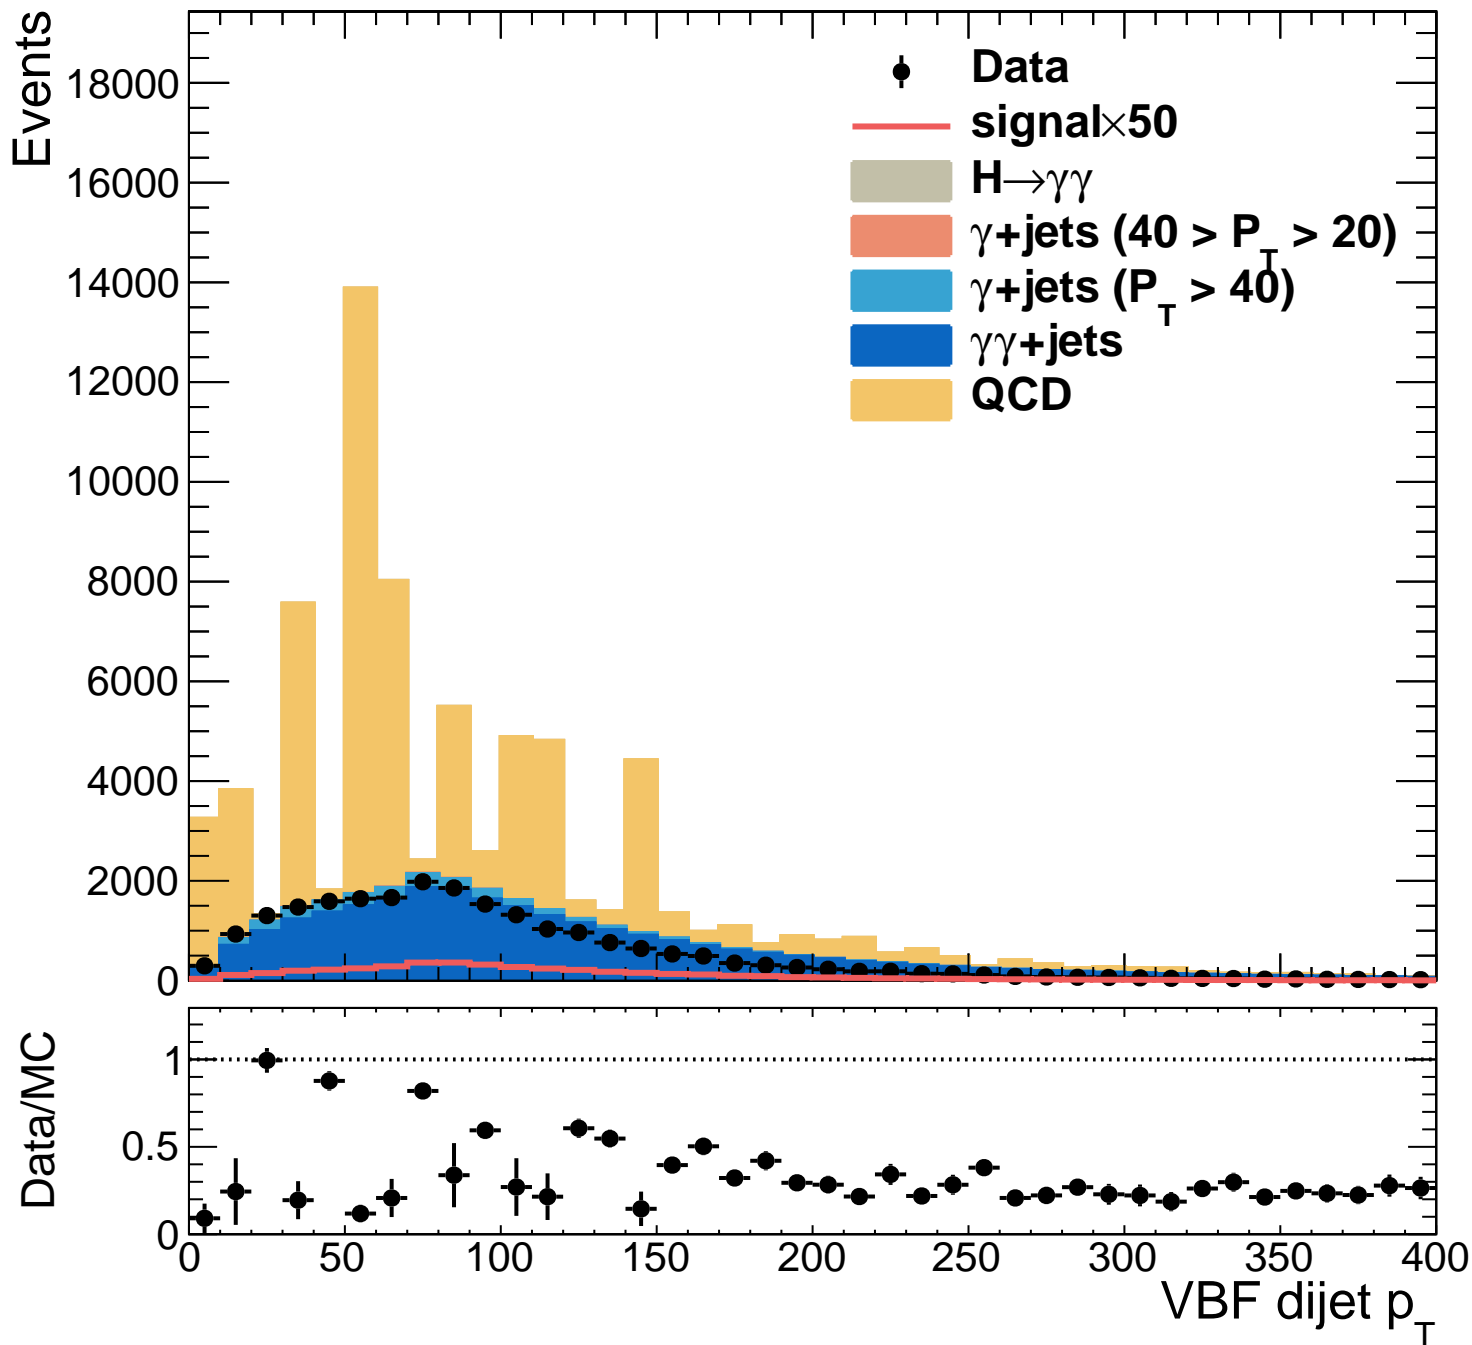 Events
18000
16000
14000
12000
10000
8000
6000
4000
2000
0
Data
signal×50
H→γγ
γ+jets (40 > P_T > 20)
γ+jets (P_T > 40)
γγ+jets
QCD
Data/MC
1
0.5
0
0 50 100 150 200 250 300 350 400
VBF dijet p_T